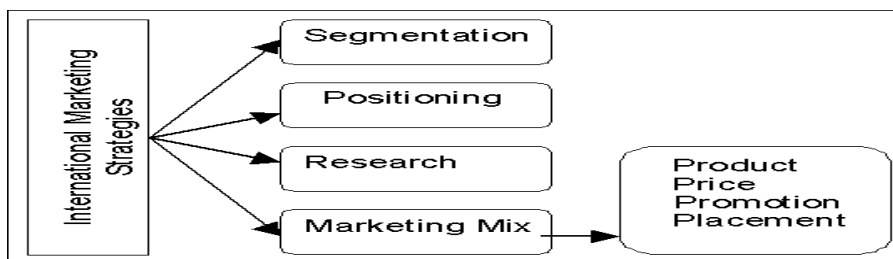 International Marketing
Strategies
Segmentation
Positioning
Research
Marketing Mix
Product
Price
Promotion
Placement